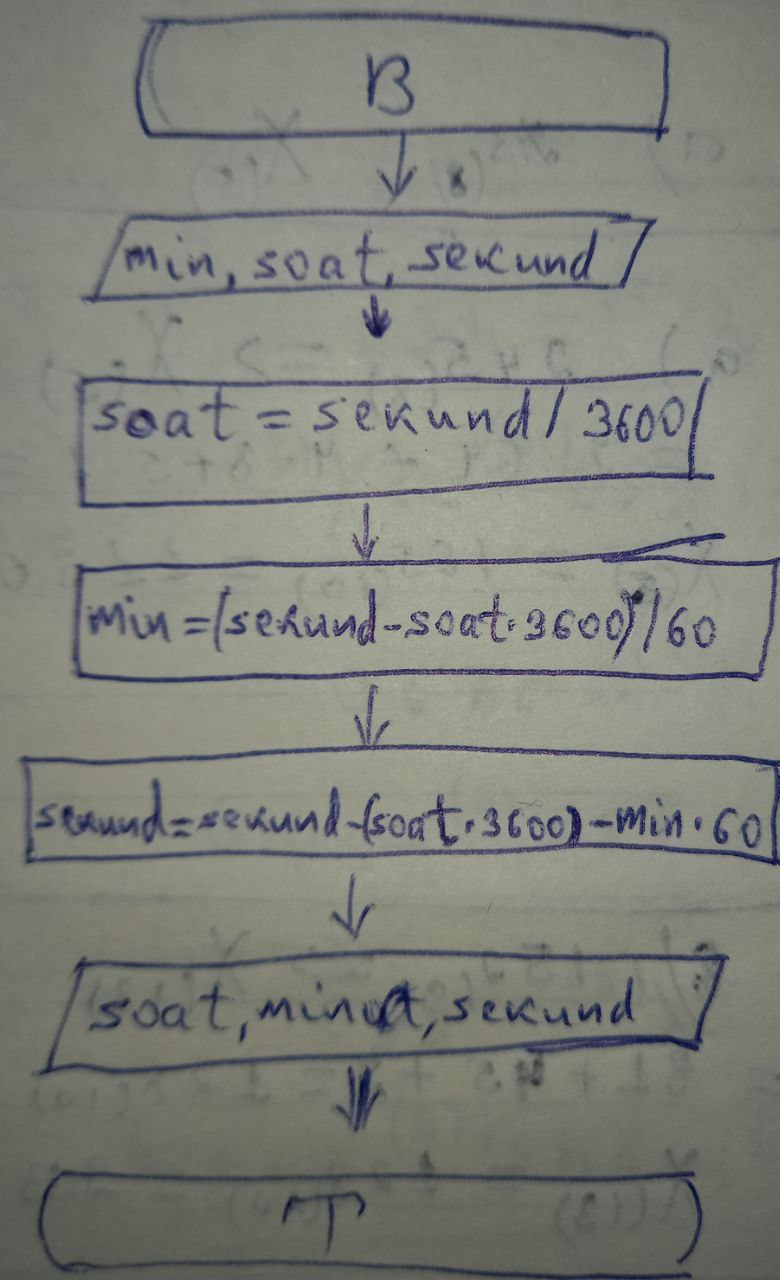 B
min, soat, sekund
soat = sekund / 3600
min = (sekund - soat · 3600) / 60
sekund = sekund - (soat · 3600) - min · 60
soat, minut, sekund
T